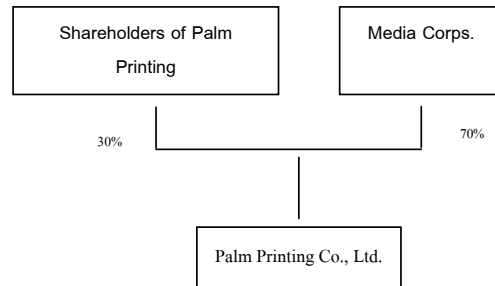 Shareholders of Palm
Printing
Media Corps.
30%
70%
Palm Printing Co., Ltd.